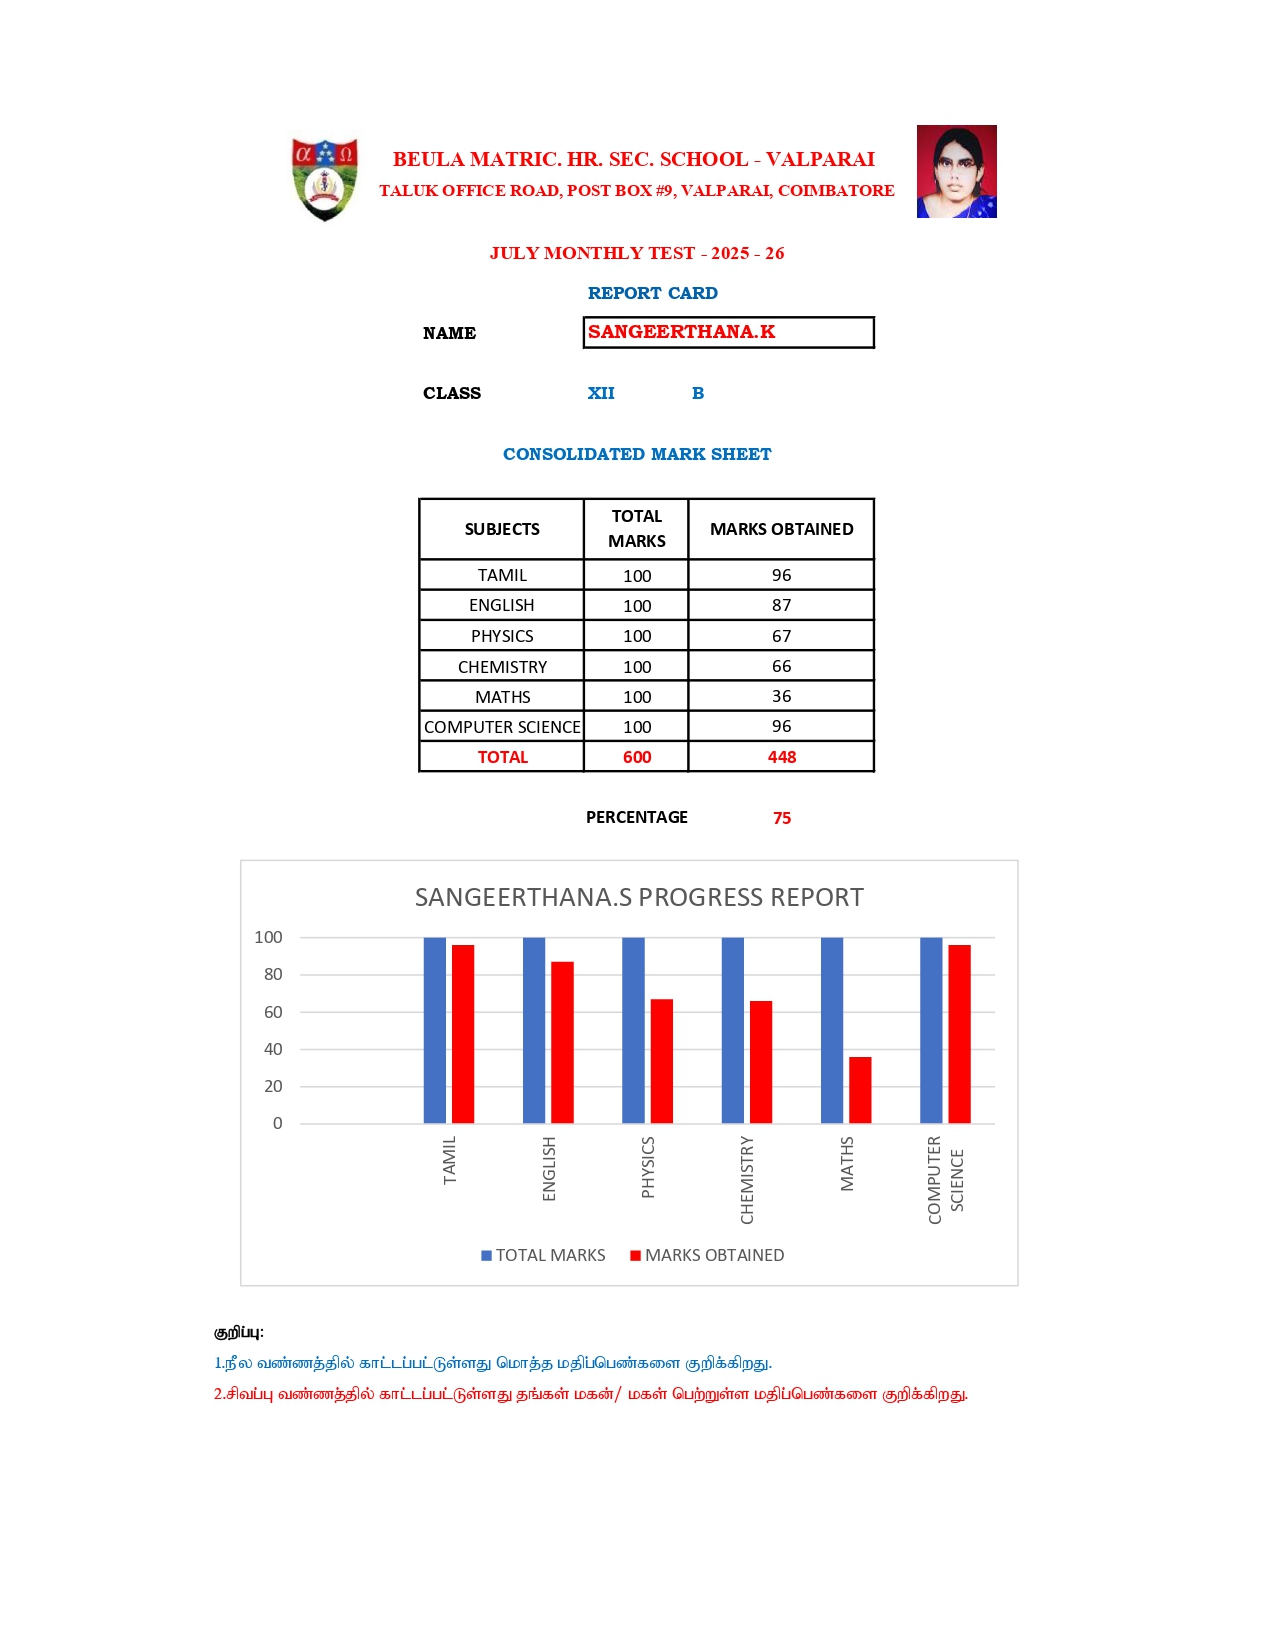 α Ω
BEULA MATRIC. HR. SEC. SCHOOL - VALPARAI
TALUK OFFICE ROAD, POST BOX #9, VALPARAI, COIMBATORE
JULY MONTHLY TEST - 2025 - 26
REPORT CARD
NAME SANGEERTHANA.K
CLASS XII B
CONSOLIDATED MARK SHEET
SUBJECTS TOTAL MARKS MARKS OBTAINED
TAMIL 100 96
ENGLISH 100 87
PHYSICS 100 67
CHEMISTRY 100 66
MATHS 100 36
COMPUTER SCIENCE 100 96
TOTAL 600 448
PERCENTAGE 75
SANGEERTHANA.S PROGRESS REPORT
100
80
60
40
20
0
TAMIL ENGLISH PHYSICS CHEMISTRY MATHS COMPUTER SCIENCE
TOTAL MARKS MARKS OBTAINED
குறிப்பு:
1.நீல வண்ணத்தில் காட்டப்பட்டுள்ளது மொத்த மதிப்பெண்களை குறிக்கிறது.
2.சிவப்பு வண்ணத்தில் காட்டப்பட்டுள்ளது தங்கள் மகன்/ மகள் பெற்றுள்ள மதிப்பெண்களை குறிக்கிறது.